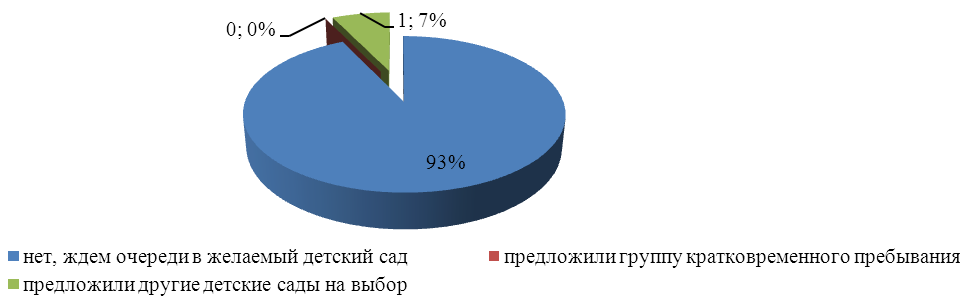 1; 7%
0; 0%
93%
нет, ждем очереди в желаемый детский сад
предложили группу кратковременного пребывания
предложили другие детские сады на выбор